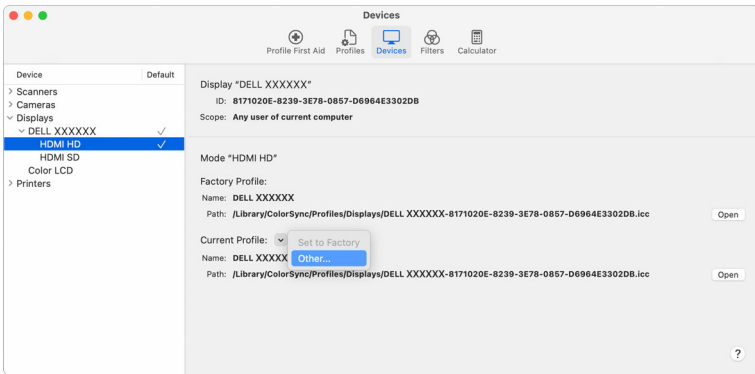 Devices
Profile First Aid Profiles Devices Filters Calculator
Device Default
Scanners
Cameras
Displays
DELL XXXXXX
HDMI HD
HDMI SD
Color LCD
Printers
Display “DELL XXXXXX”
ID: 8171020E-8239-3E78-0857-D6964E3302DB
Scope: Any user of current computer
Mode “HDMI HD”
Factory Profile:
Name: DELL XXXXXX
Path: /Library/ColorSync/Profiles/Displays/DELL XXXXXX-8171020E-8239-3E78-0857-D6964E3302DB.icc Open
Current Profile: Set to Factory
Name: DELL XXXXX Other...
Path: /Library/ColorSync/Profiles/Displays/DELL XXXXXX-8171020E-8239-3E78-0857-D6964E3302DB.icc Open
?